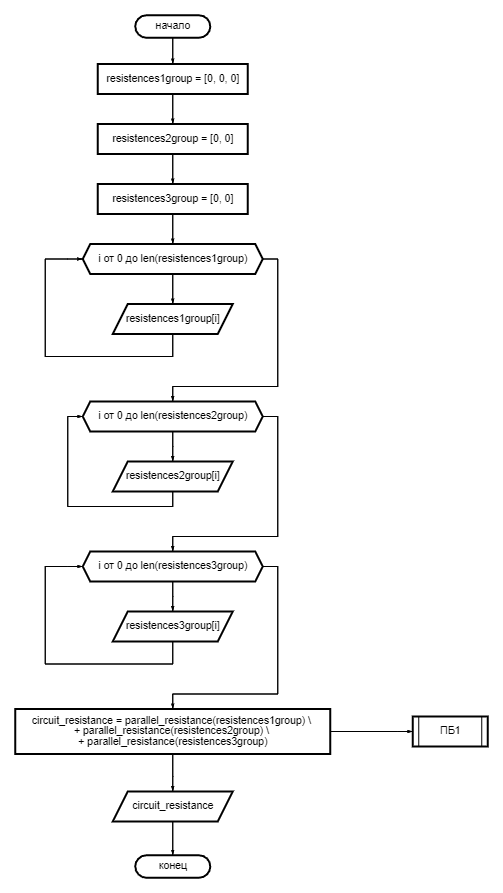 начало
resistences1group = [0, 0, 0]
resistences2group = [0, 0]
resistences3group = [0, 0]
i от 0 до len(resistences1group)
resistences1group[i]
i от 0 до len(resistences2group)
resistences2group[i]
i от 0 до len(resistences3group)
resistences3group[i]
circuit_resistance = parallel_resistance(resistences1group) \
+ parallel_resistance(resistences2group) \
+ parallel_resistance(resistences3group)
ПБ1
circuit_resistance
конец